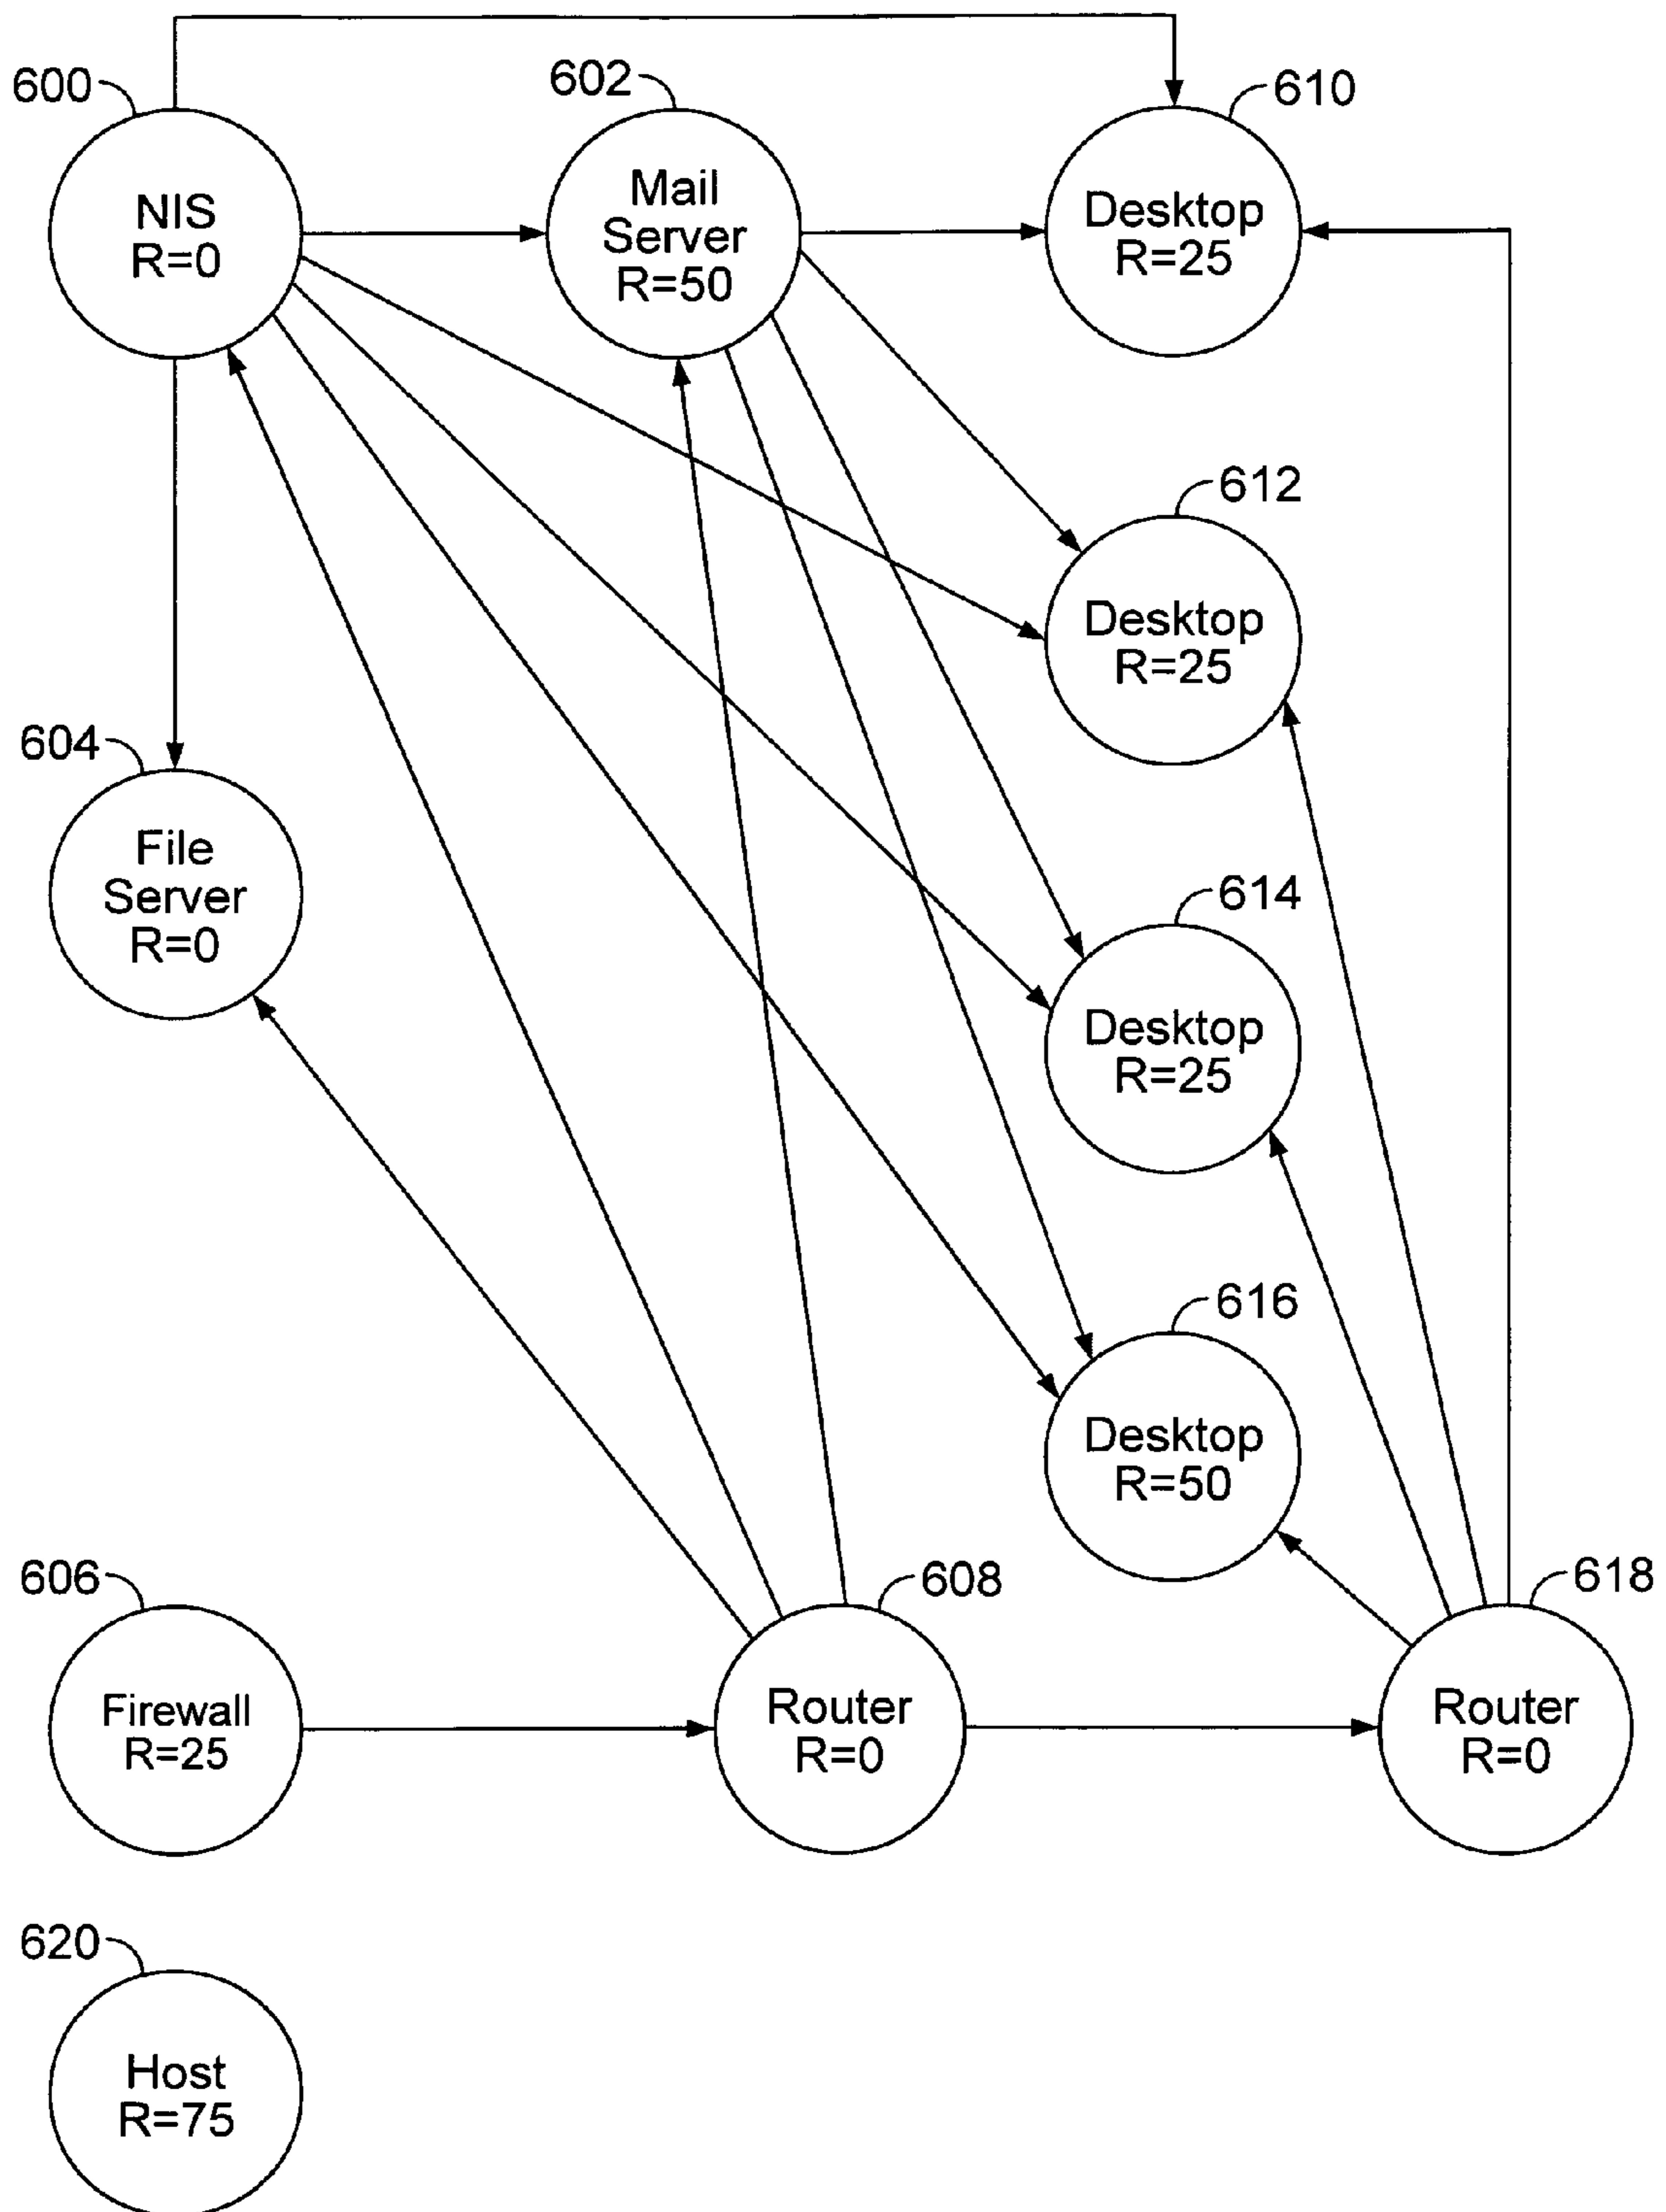 600
NIS
R=0
602
Mail
Server
R=50
610
Desktop
R=25
612
Desktop
R=25
604
File
Server
R=0
614
Desktop
R=25
616
Desktop
R=50
606
Firewall
R=25
608
Router
R=0
618
Router
R=0
620
Host
R=75